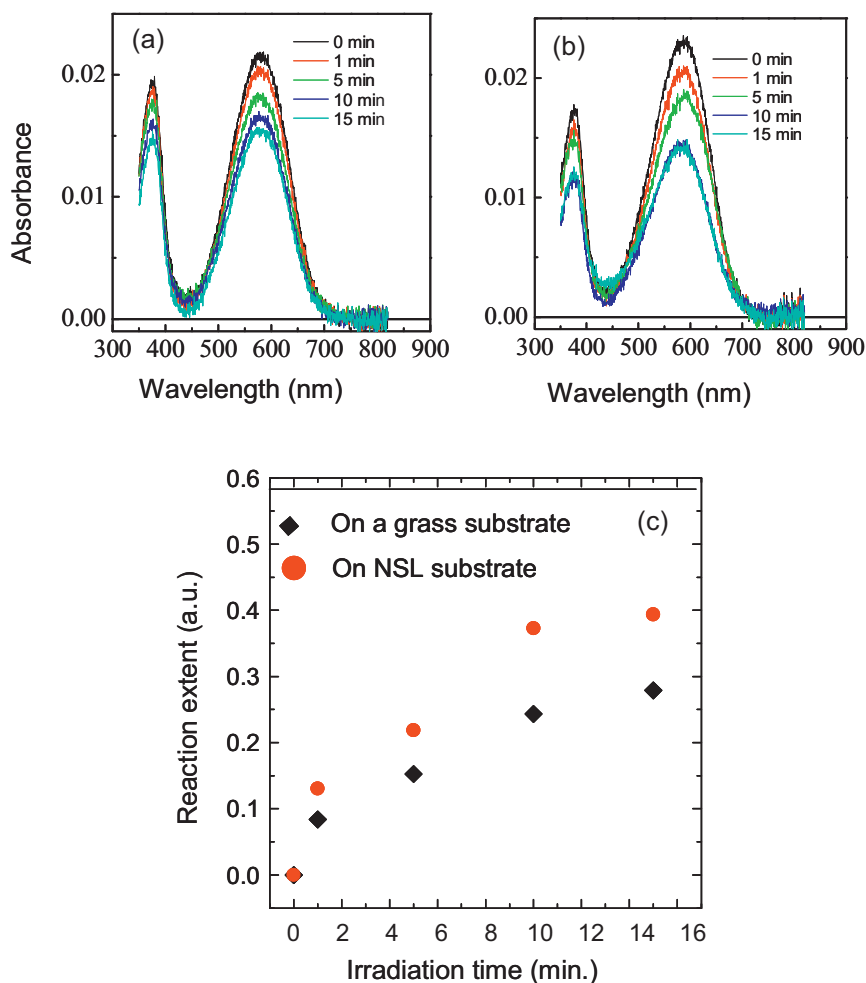 (a)
0 min
1 min
5 min
10 min
15 min
0.02
0.01
0.00
Absorbance
300 400 500 600 700 800 900
Wavelength (nm)
(b)
0 min
1 min
5 min
10 min
15 min
0.02
0.01
0.00
300 400 500 600 700 800 900
Wavelength (nm)
(c)
On a grass substrate
On NSL substrate
0.6
0.5
0.4
0.3
0.2
0.1
0.0
Reaction extent (a.u.)
0 2 4 6 8 10 12 14 16
Irradiation time (min.)